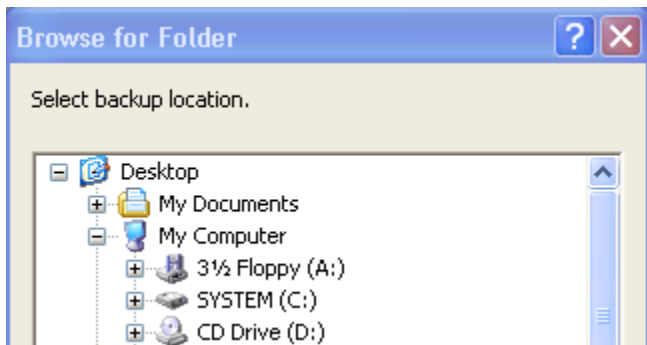 Browse for Folder
Select backup location.
Desktop
My Documents
My Computer
3½ Floppy (A:)
SYSTEM (C:)
CD Drive (D:)